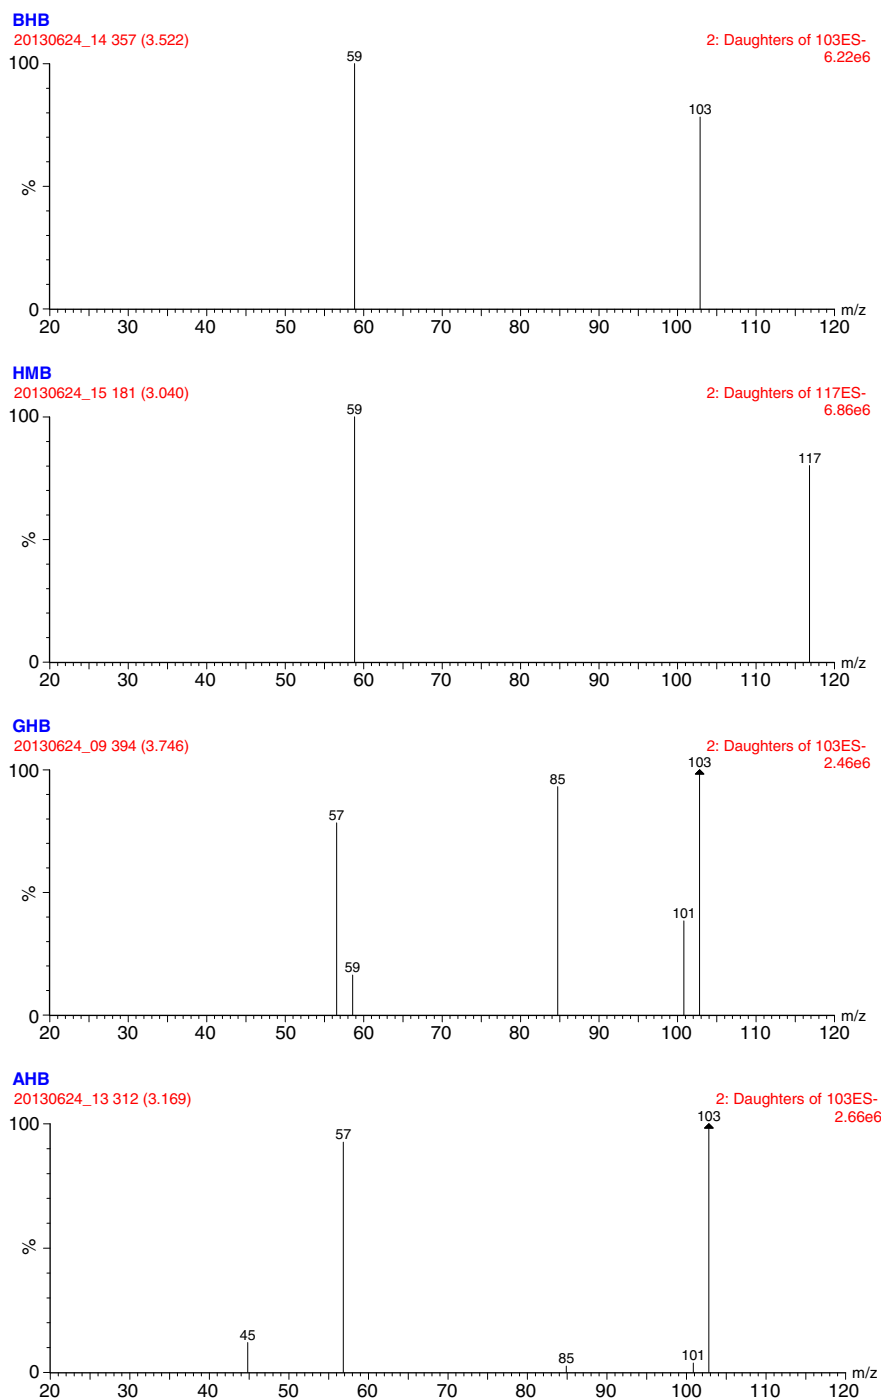 BHB
20130624_14 357 (3.522) 2: Daughters of 103ES-
6.22e6
100 59
103
%
0 m/z
20 30 40 50 60 70 80 90 100 110 120
HMB
20130624_15 181 (3.040) 2: Daughters of 117ES-
6.86e6
100 59
117
%
0 m/z
20 30 40 50 60 70 80 90 100 110 120
GHB
20130624_09 394 (3.746) 2: Daughters of 103ES-
2.46e6
100 103
85
57
%
101
59
0 m/z
20 30 40 50 60 70 80 90 100 110 120
AHB
20130624_13 312 (3.169) 2: Daughters of 103ES-
2.66e6
100 103
57
%
45
101
85
0 m/z
20 30 40 50 60 70 80 90 100 110 120